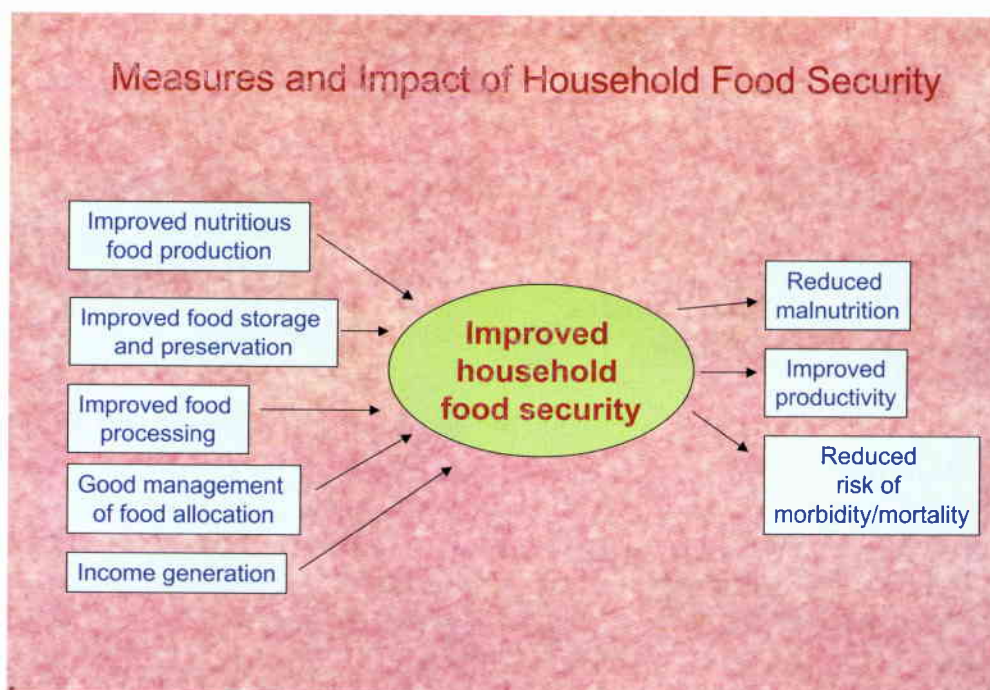 Measures and Impact of Household Food Security
Improved nutritious
food production
Improved food storage
and preservation
Improved food
processing
Good management
of food allocation
Income generation
Improved
household
food security
Reduced
malnutrition
Improved
productivity
Reduced
risk of
morbidity/mortality